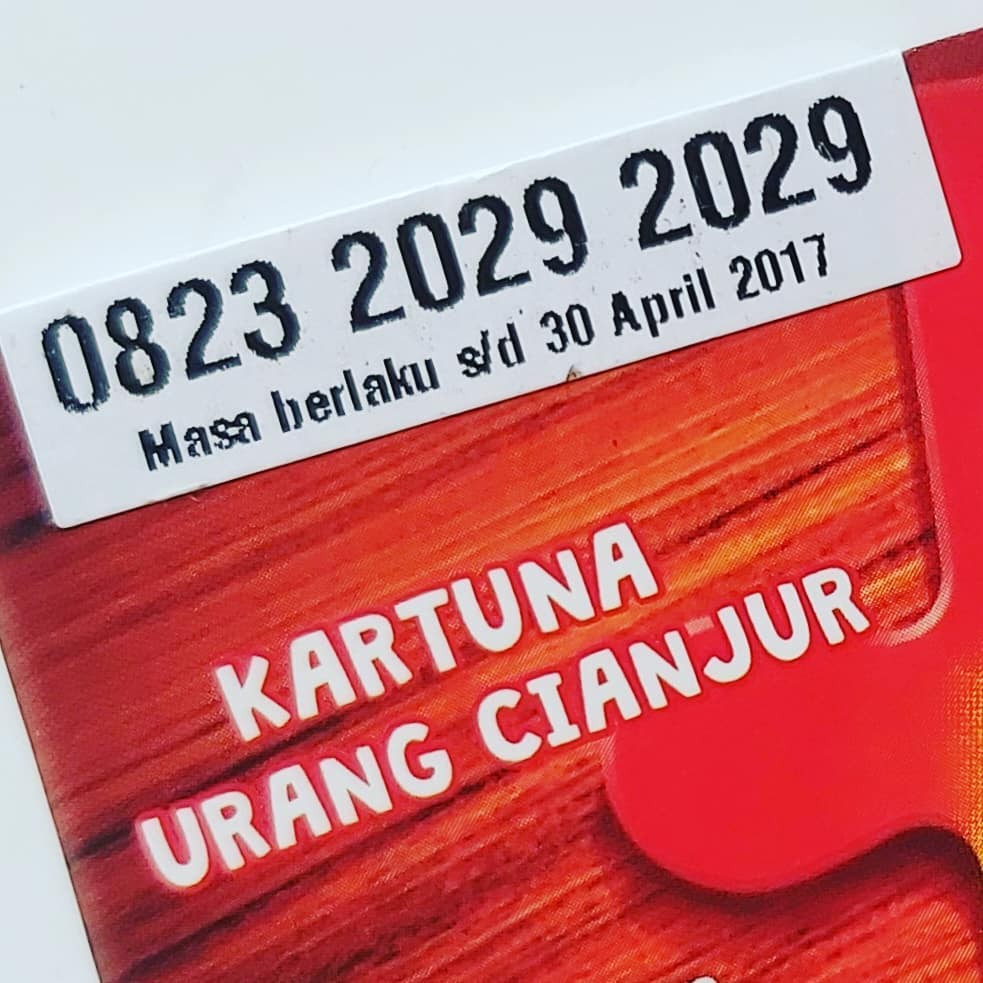 0823 2029 2029
Masa berlaku s/d 30 April 2017
KARTUNA
URANG CIANJUR